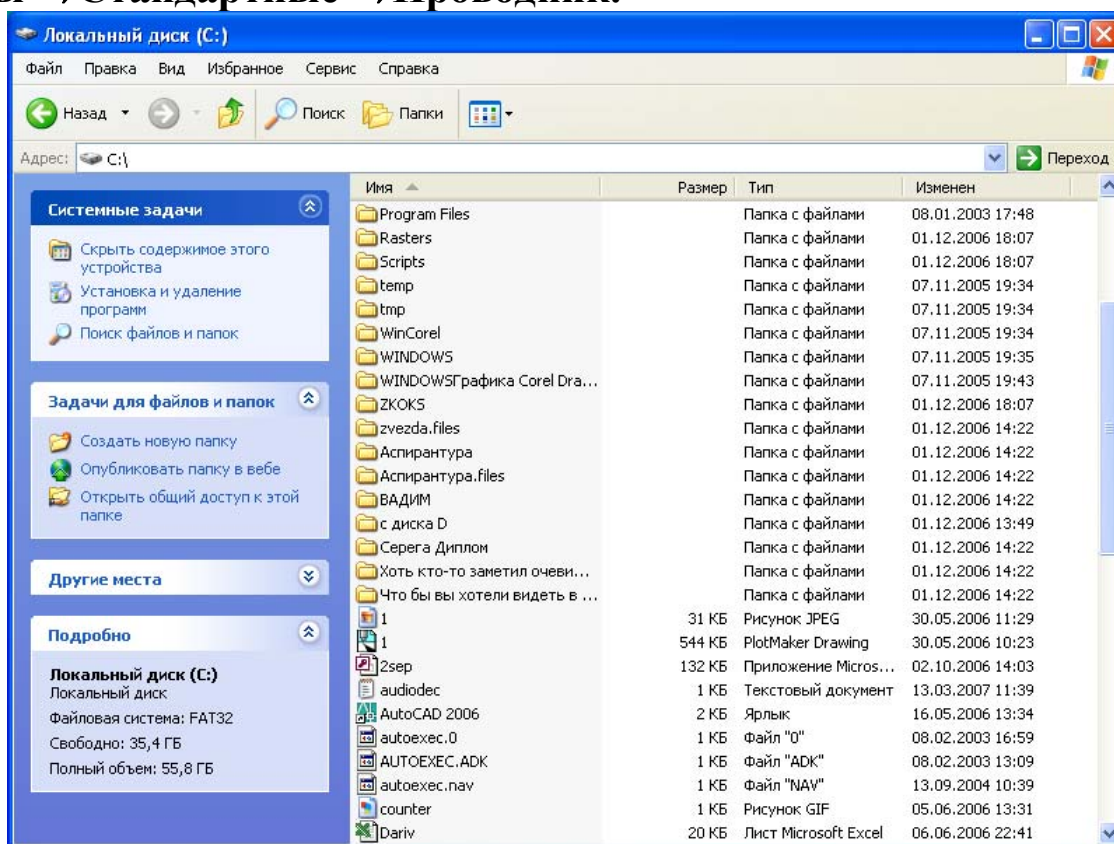 Стандартные → Проводник.
Локальный диск (C:)
Файл Правка Вид Избранное Сервис Справка
Назад Поиск Папки
Адрес: C:\ Переход
Системные задачи
Скрыть содержимое этого
устройства
Установка и удаление
программ
Поиск файлов и папок
Задачи для файлов и папок
Создать новую папку
Опубликовать папку в вебе
Открыть общий доступ к этой
папке
Другие места
Подробно
Локальный диск (C:)
Локальный диск
Файловая система: FAT32
Свободно: 35,4 ГБ
Полный объем: 55,8 ГБ
Имя Размер Тип Изменен
Program Files Папка с файлами 08.01.2003 17:48
Rasters Папка с файлами 01.12.2006 18:07
Scripts Папка с файлами 01.12.2006 18:07
temp Папка с файлами 07.11.2005 19:34
tmp Папка с файлами 07.11.2005 19:34
WinCorel Папка с файлами 07.11.2005 19:34
WINDOWS Папка с файлами 07.11.2005 19:35
WINDOWSГрафика Corel Dra... Папка с файлами 07.11.2005 19:43
ZKOKS Папка с файлами 01.12.2006 18:07
zvezda.files Папка с файлами 01.12.2006 14:22
Аспирантура Папка с файлами 01.12.2006 14:22
Аспирантура.files Папка с файлами 01.12.2006 14:22
ВАДИМ Папка с файлами 01.12.2006 14:22
с диска D Папка с файлами 01.12.2006 13:49
Серега Диплом Папка с файлами 01.12.2006 14:22
Хоть кто-то заметил очеви... Папка с файлами 01.12.2006 14:22
Что бы вы хотели видеть в ... Папка с файлами 01.12.2006 14:22
1 31 КБ Рисунок JPEG 30.05.2006 11:29
1 544 КБ PlotMaker Drawing 30.05.2006 10:23
2sep 132 КБ Приложение Micros... 02.10.2006 14:03
audiodec 1 КБ Текстовый документ 13.03.2007 11:39
AutoCAD 2006 2 КБ Ярлык 16.05.2006 13:34
autoexec.0 1 КБ Файл "0" 08.02.2003 16:59
AUTOEXEC.ADK 1 КБ Файл "ADK" 08.02.2003 13:09
autoexec.nav 1 КБ Файл "NAV" 13.09.2004 10:39
counter 1 КБ Рисунок GIF 05.06.2006 13:31
Dariv 20 КБ Лист Microsoft Excel 06.06.2006 22:41